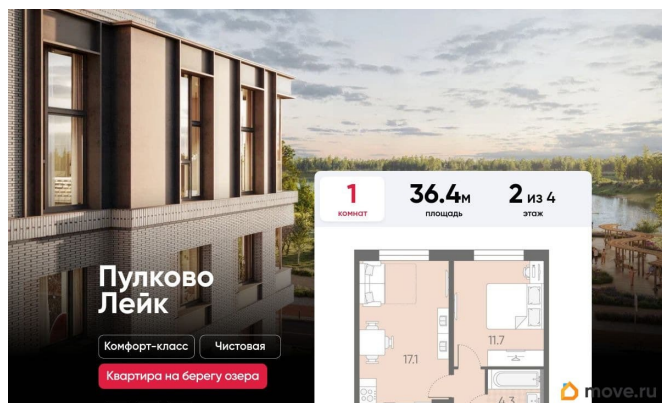 1
комнат
36.4м
площадь
2 из 4
этаж
Пулково
Лейк
Комфорт-класс
Чистовая
Квартира на берегу озера
17.1
11.7
4.3
move.ru